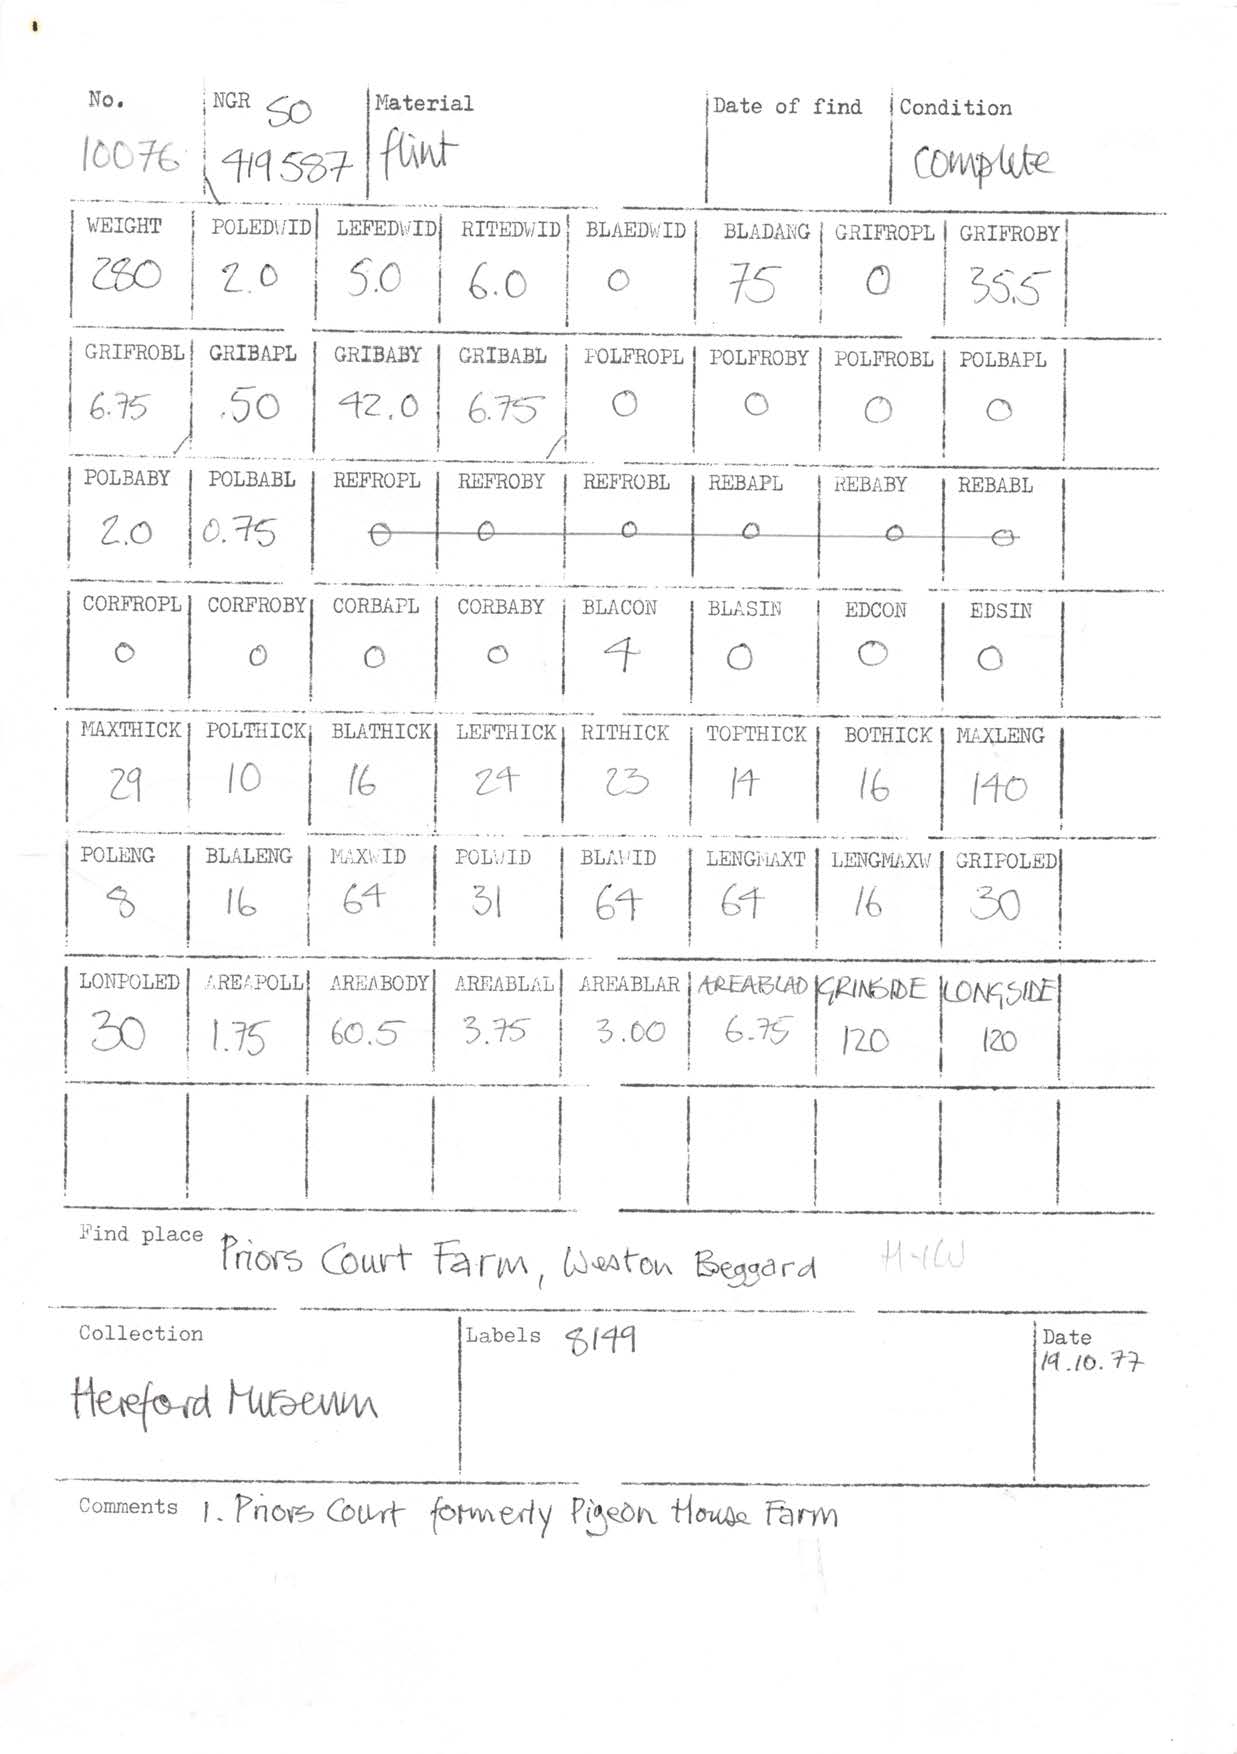 No. NGR SO Material Date of find Condition
10076 419587 flint complete
WEIGHT POLEDWID LEFEDWID RITEDWID BLAEDWID BLADANG GRIFROPL GRIFROBY
280 2.0 5.0 6.0 0 75 0 35.5
GRIFROBL GRIBAPL GRIBABY GRIBABL POLFROPL POLFROBY POLFROBL POLBAPL
6.75 .50 42.0 6.75 0 0 0 0
POLBABY POLBABL REFROPL REFROBY REFROBL REBAPL REBABY REBABL
2.0 0.75 0 0 0 0 0 0
CORFROPL CORFROBY CORBAPL CORBABY BLACON BLASIN EDCON EDSIN
0 0 0 0 4 0 0 0
MAXTHICK POLTHICK BLATHICK LEFTHICK RITHICK TOPTHICK BOTHICK MAXLENG
29 10 16 24 23 14 16 140
POLENG BLALENG MAXWID POLWID BLAWID LENGMAXT LENGMAXW GRIPOLED
8 16 64 31 64 64 16 30
LONPOLED AREAPOLL AREABODY AREABLAL AREABLAR AREABLAD GRINSIDE LONGSIDE
30 1.75 60.5 3.75 3.00 6.75 120 120
Find place Priors Court Farm, Weston Beggard H+W
Collection Labels 8149 Date
19.10.77
Hereford Museum
Comments 1. Priors Court formerly Pigeon House Farm